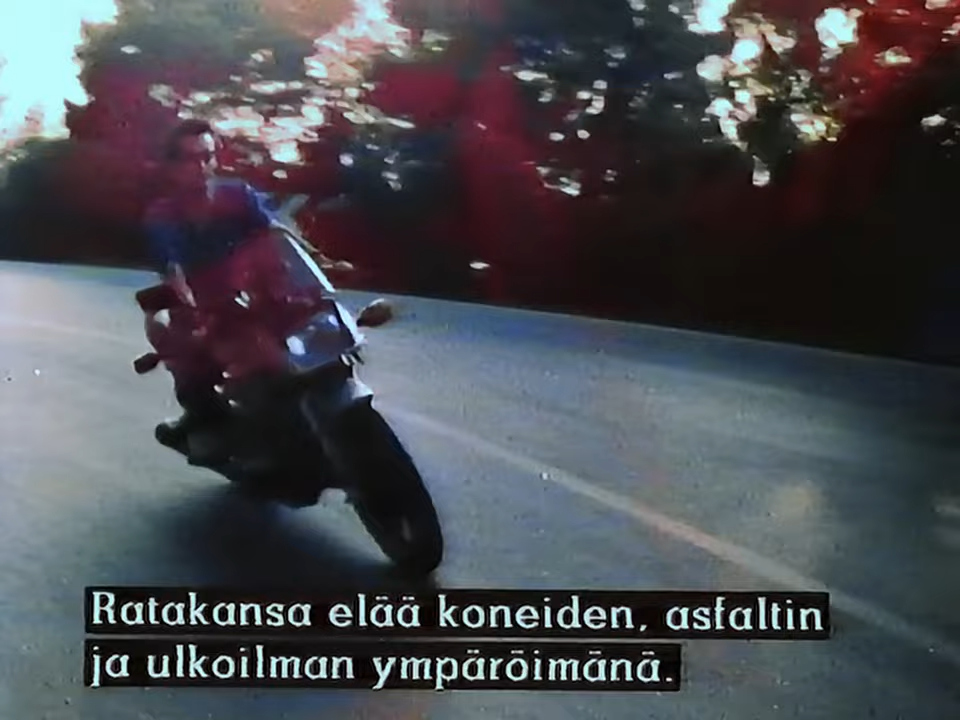 Ratakansa elää koneiden, asfaltin
ja ulkoilman ympäröimänä.